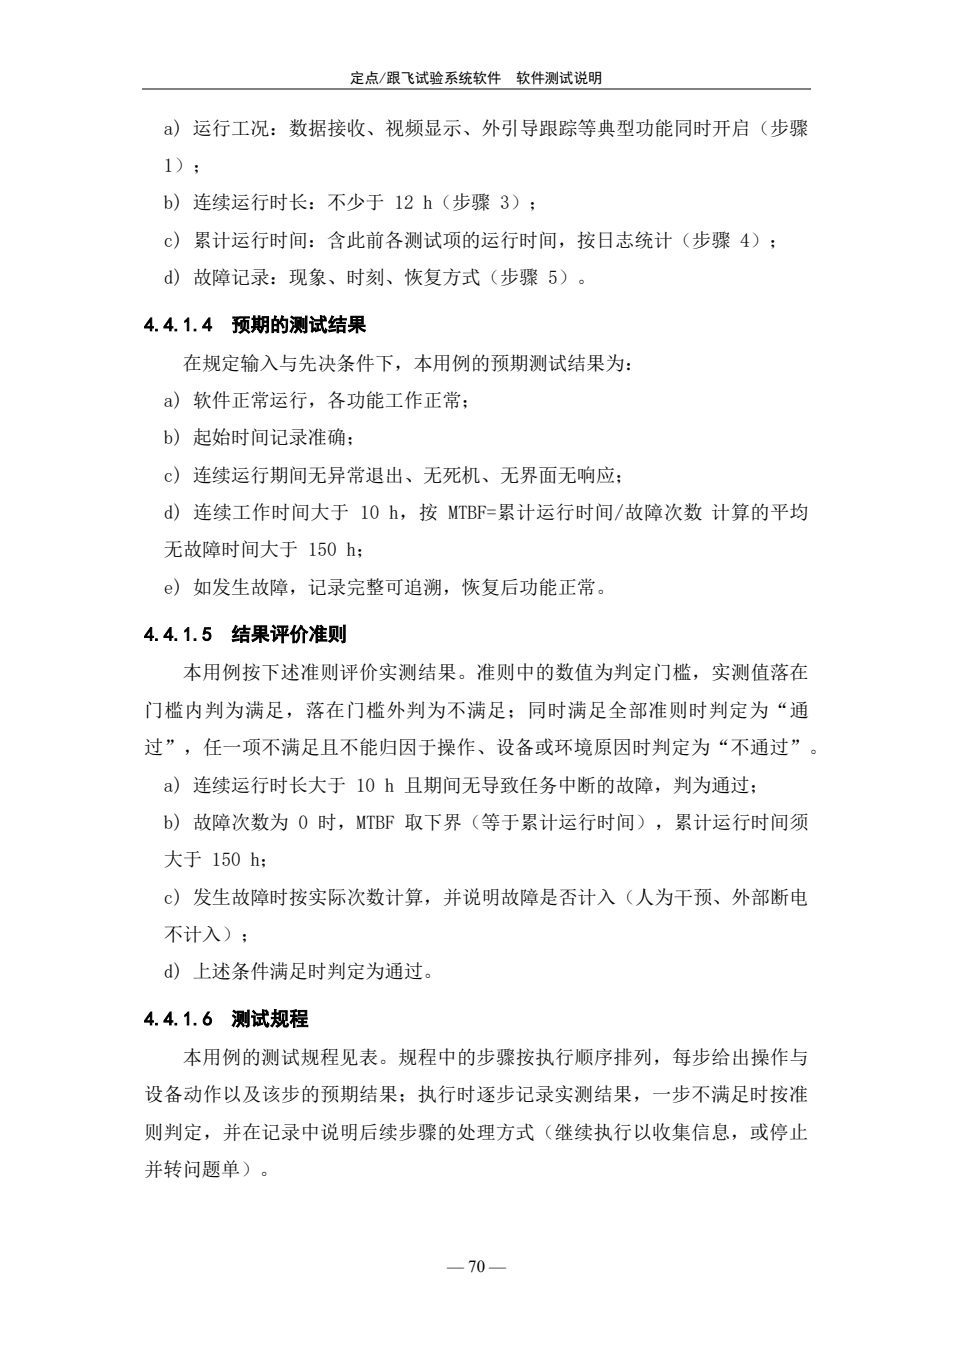 定点/跟飞试验系统软件　软件测试说明
a) 运行工况：数据接收、视频显示、外引导跟踪等典型功能同时开启（步骤
1）；
b) 连续运行时长：不少于 12 h（步骤 3）；
c) 累计运行时间：含此前各测试项的运行时间，按日志统计（步骤 4）；
d) 故障记录：现象、时刻、恢复方式（步骤 5）。
4.4.1.4　预期的测试结果
在规定输入与先决条件下，本用例的预期测试结果为：
a) 软件正常运行，各功能工作正常；
b) 起始时间记录准确；
c) 连续运行期间无异常退出、无死机、无界面无响应；
d) 连续工作时间大于 10 h，按 MTBF=累计运行时间/故障次数 计算的平均
无故障时间大于 150 h；
e) 如发生故障，记录完整可追溯，恢复后功能正常。
4.4.1.5　结果评价准则
本用例按下述准则评价实测结果。准则中的数值为判定门槛，实测值落在
门槛内判为满足，落在门槛外判为不满足；同时满足全部准则时判定为“通
过”，任一项不满足且不能归因于操作、设备或环境原因时判定为“不通过”。
a) 连续运行时长大于 10 h 且期间无导致任务中断的故障，判为通过；
b) 故障次数为 0 时，MTBF 取下界（等于累计运行时间），累计运行时间须
大于 150 h；
c) 发生故障时按实际次数计算，并说明故障是否计入（人为干预、外部断电
不计入）；
d) 上述条件满足时判定为通过。
4.4.1.6　测试规程
本用例的测试规程见表。规程中的步骤按执行顺序排列，每步给出操作与
设备动作以及该步的预期结果；执行时逐步记录实测结果，一步不满足时按准
则判定，并在记录中说明后续步骤的处理方式（继续执行以收集信息，或停止
并转问题单）。
— 70 —